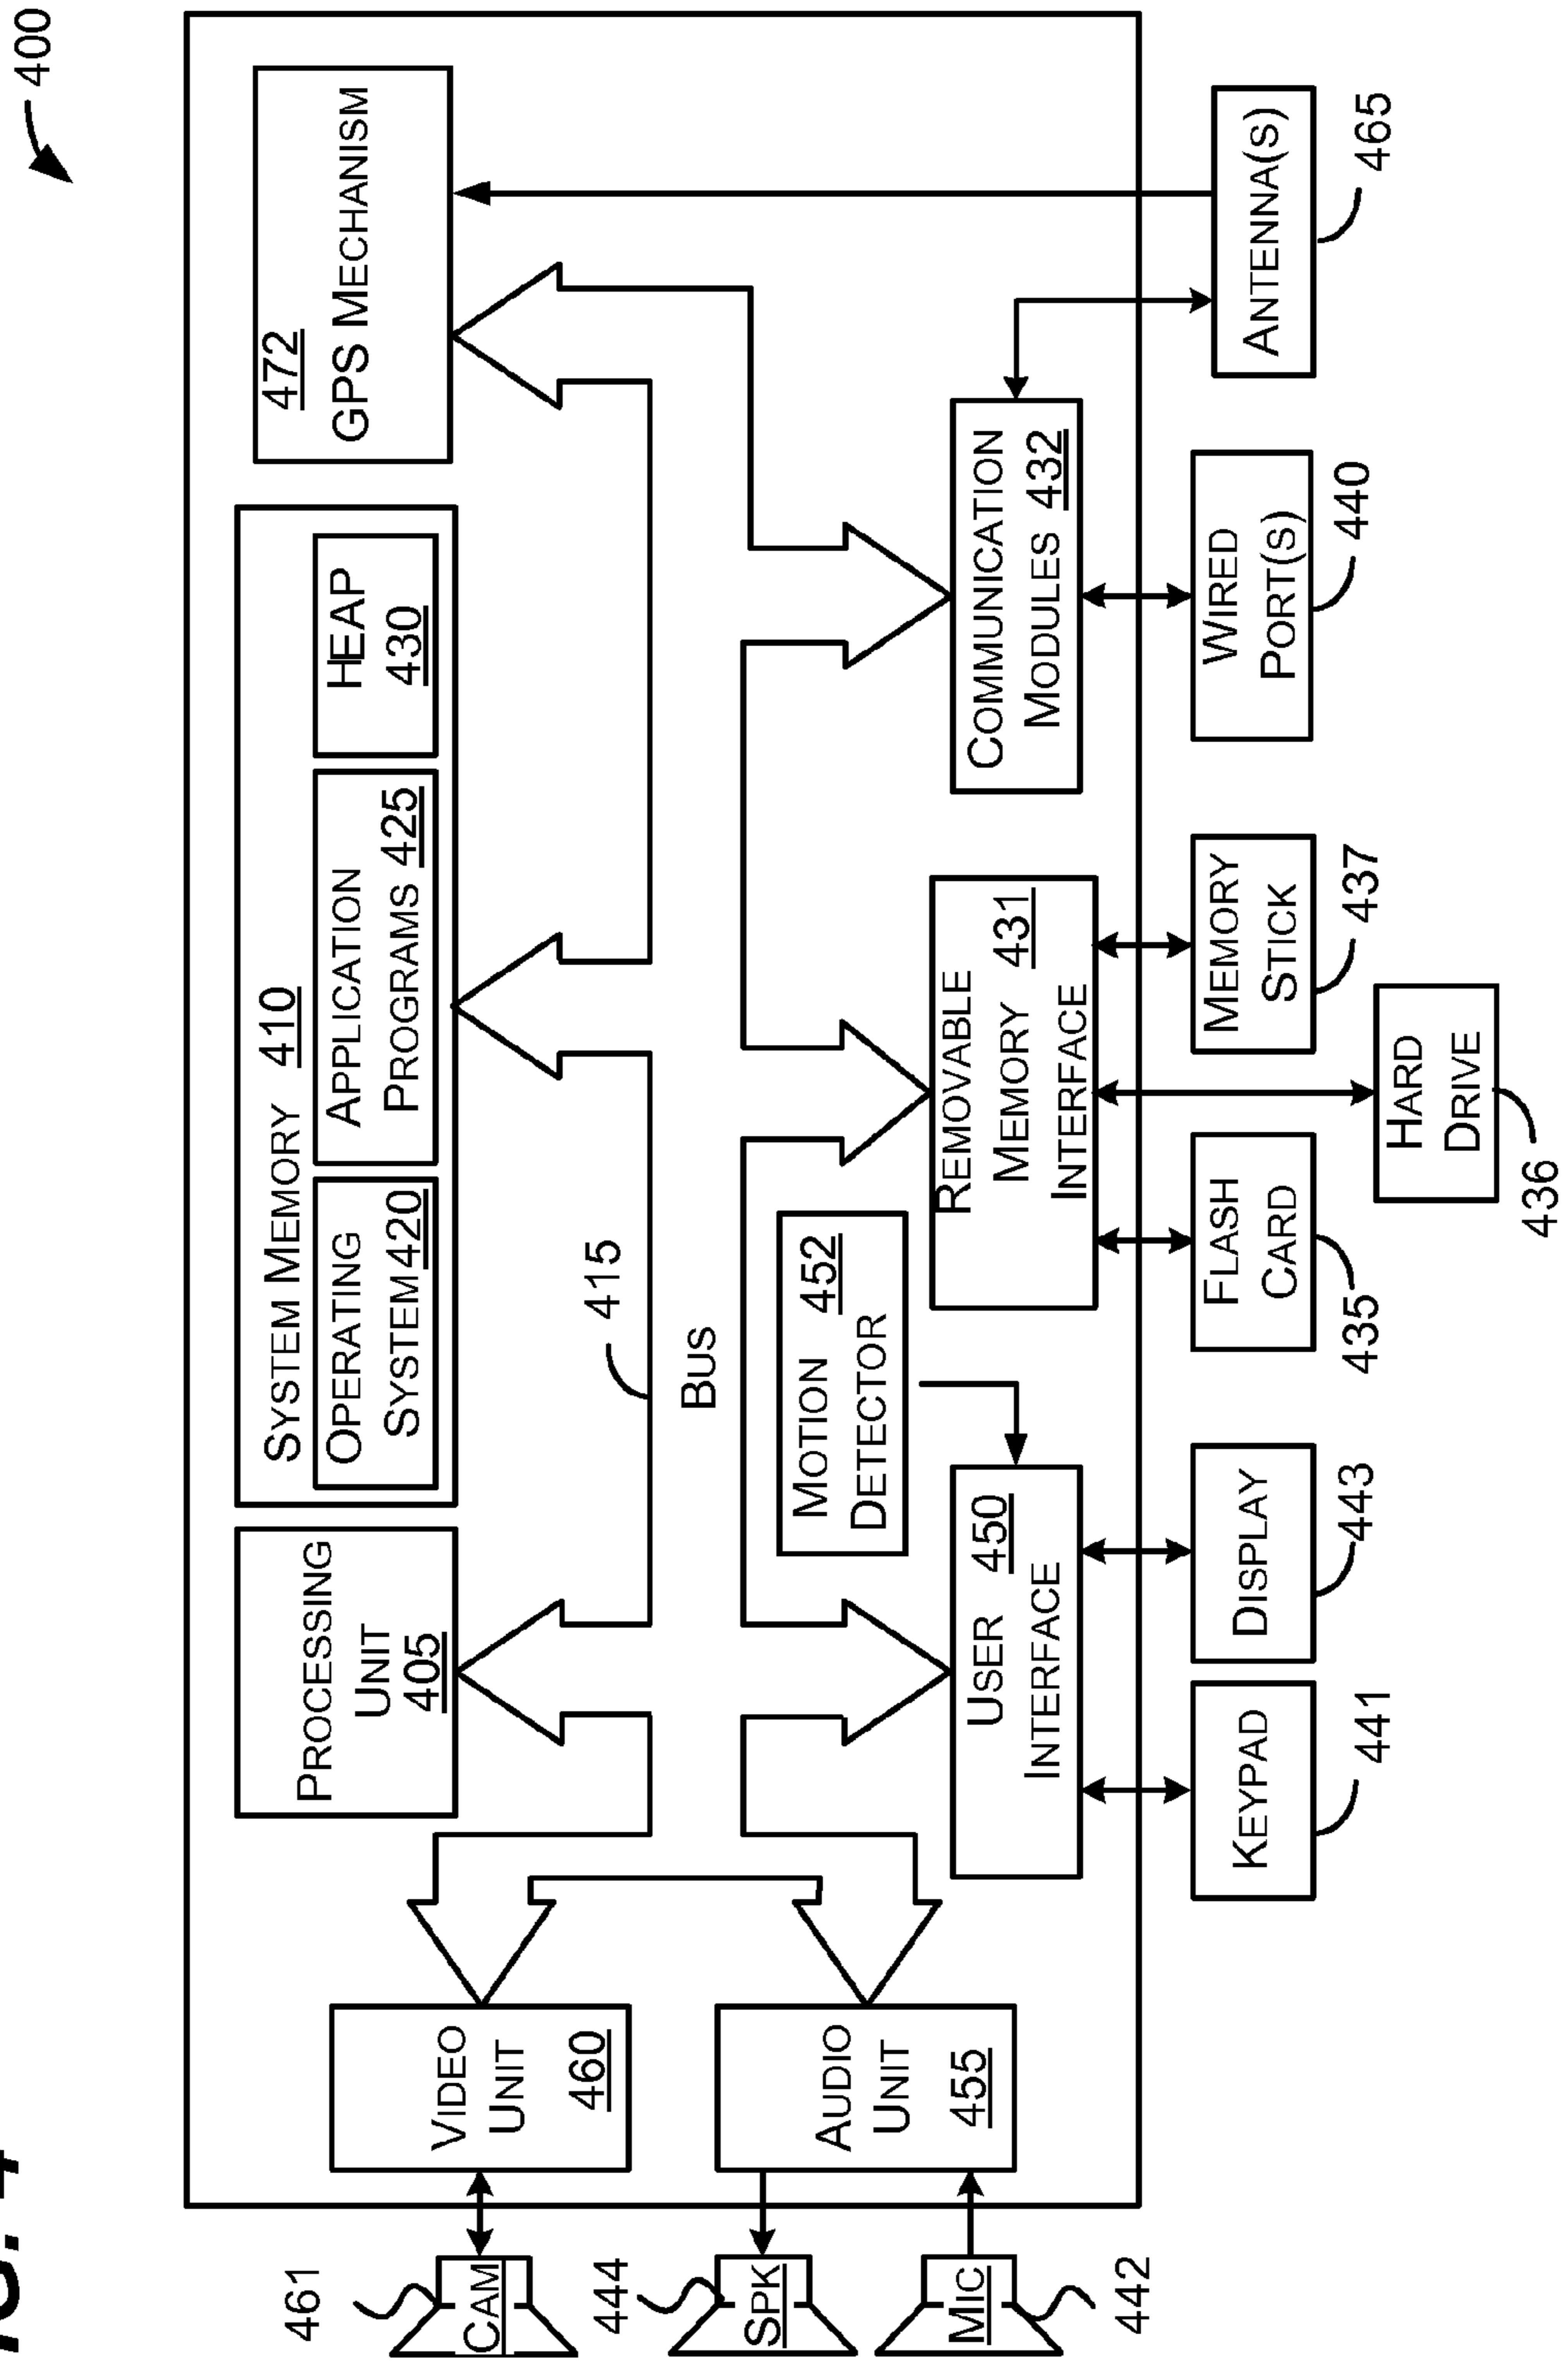 400
PROCESSING
UNIT
405
SYSTEM MEMORY 410
OPERATING
SYSTEM 420
APPLICATION
PROGRAMS 425
HEAP
430
472
GPS MECHANISM
VIDEO
UNIT
460
461
CAM
415
BUS
AUDIO
UNIT
455
444
SPK
MIC
442
MOTION 452
DETECTOR
USER 450
INTERFACE
REMOVABLE
MEMORY 431
INTERFACE
COMMUNICATION
MODULES 432
KEYPAD
441
DISPLAY
443
FLASH
CARD
435
HARD
DRIVE
436
MEMORY
STICK
437
WIRED
PORT(S)
440
ANTENNA(S)
465